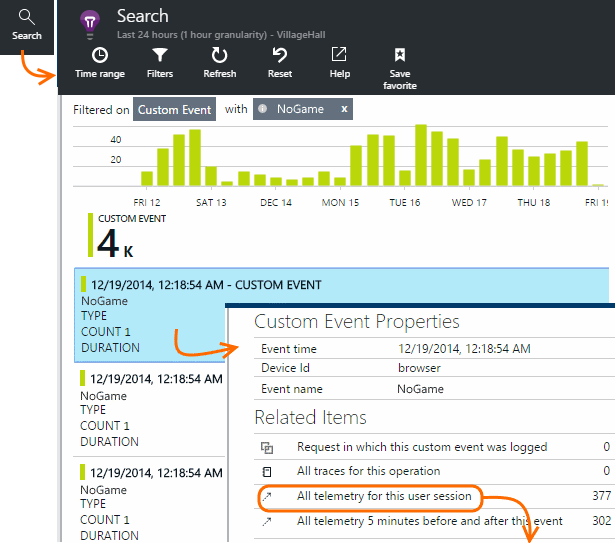 Search
Search
Last 24 hours (1 hour granularity) - VillageHall
Time range Filters Refresh Reset Help Save favorite
Filtered on Custom Event with NoGame x
40
20
FRI 12 SAT 13 DEC 14 MON 15 TUE 16 WED 17 THU 18 FRI 19
CUSTOM EVENT
4 K
12/19/2014, 12:18:54 AM - CUSTOM EVENT
NoGame
TYPE
COUNT 1
DURATION
12/19/2014, 12:18:54 AM
NoGame
TYPE
COUNT 1
DURATION
12/19/2014, 12:18:54 AM
NoGame
TYPE
COUNT 1
DURATION
Custom Event Properties
Event time 12/19/2014, 12:18:54 AM
Device Id browser
Event name NoGame
Related Items
Request in which this custom event was logged 0
All traces for this operation 0
All telemetry for this user session 377
All telemetry 5 minutes before and after this event 302